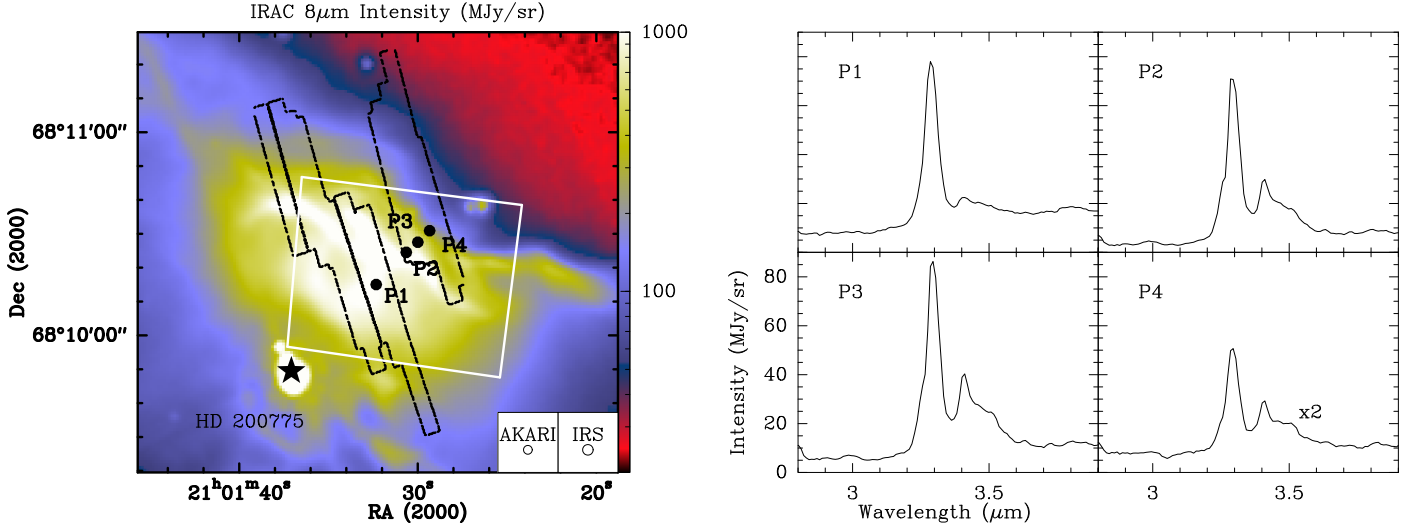 IRAC 8μm Intensity (MJy/sr)
1000
100
68°11′00″
68°10′00″
Dec (2000)
P3
P4
P2
P1
HD 200775
AKARI IRS
21h01m40s 30s 20s
RA (2000)
P1 P2
P3 P4
x2
80
60
40
20
0
Intensity (MJy/sr)
3 3.5 3 3.5
Wavelength (μm)